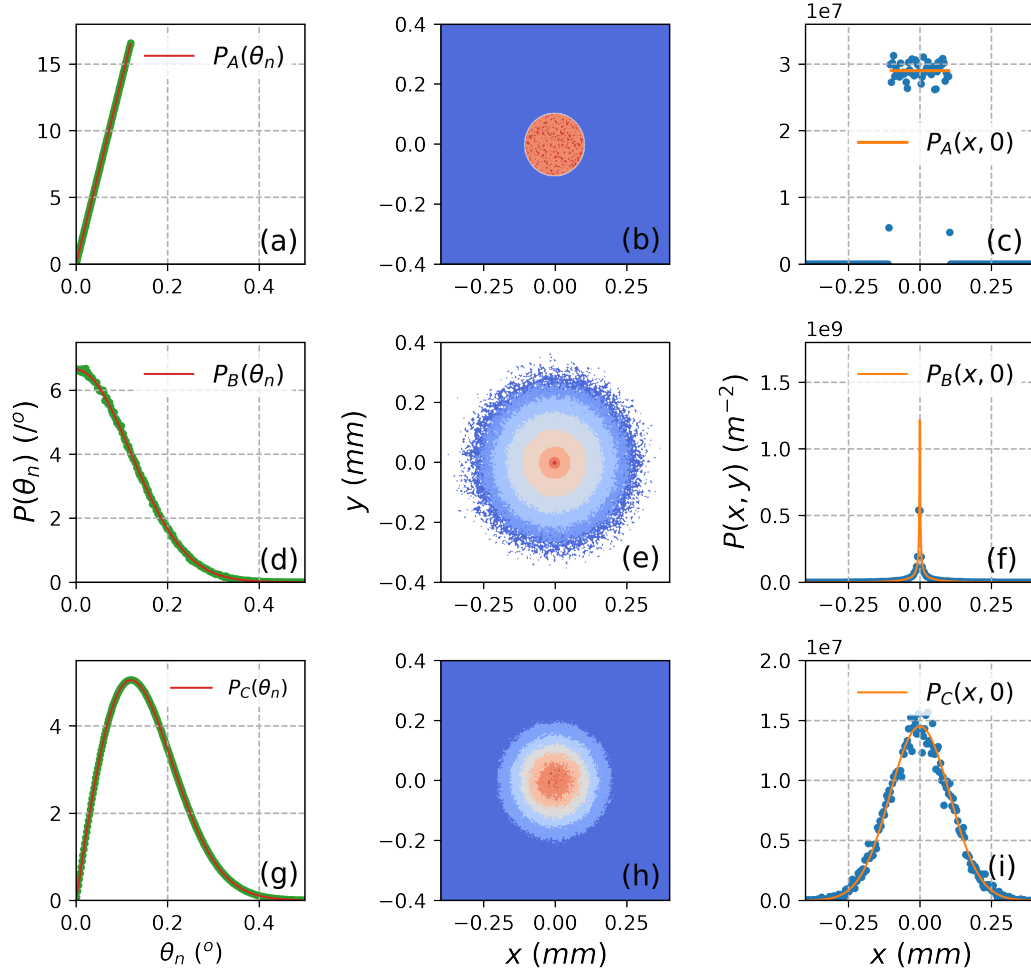 15
10
5
0
0.0
0.2
0.4
P_A(θ_n)
(a)
0.4
0.2
0.0
−0.2
−0.4
−0.25
0.00
0.25
(b)
1e7
3
2
1
0
−0.25
0.00
0.25
P_A(x, 0)
(c)
P(θ_n) (/°)
6
4
2
0
0.0
0.2
0.4
P_B(θ_n)
(d)
y (mm)
0.4
0.2
0.0
−0.2
−0.4
−0.25
0.00
0.25
(e)
P(x, y) (m⁻²)
1e9
1.5
1.0
0.5
0.0
−0.25
0.00
0.25
P_B(x, 0)
(f)
4
2
0
0.0
0.2
0.4
θ_n (°)
P_C(θ_n)
(g)
0.4
0.2
0.0
−0.2
−0.4
−0.25
0.00
0.25
x (mm)
(h)
1e7
2.0
1.5
1.0
0.5
0.0
−0.25
0.00
0.25
x (mm)
P_C(x, 0)
(i)